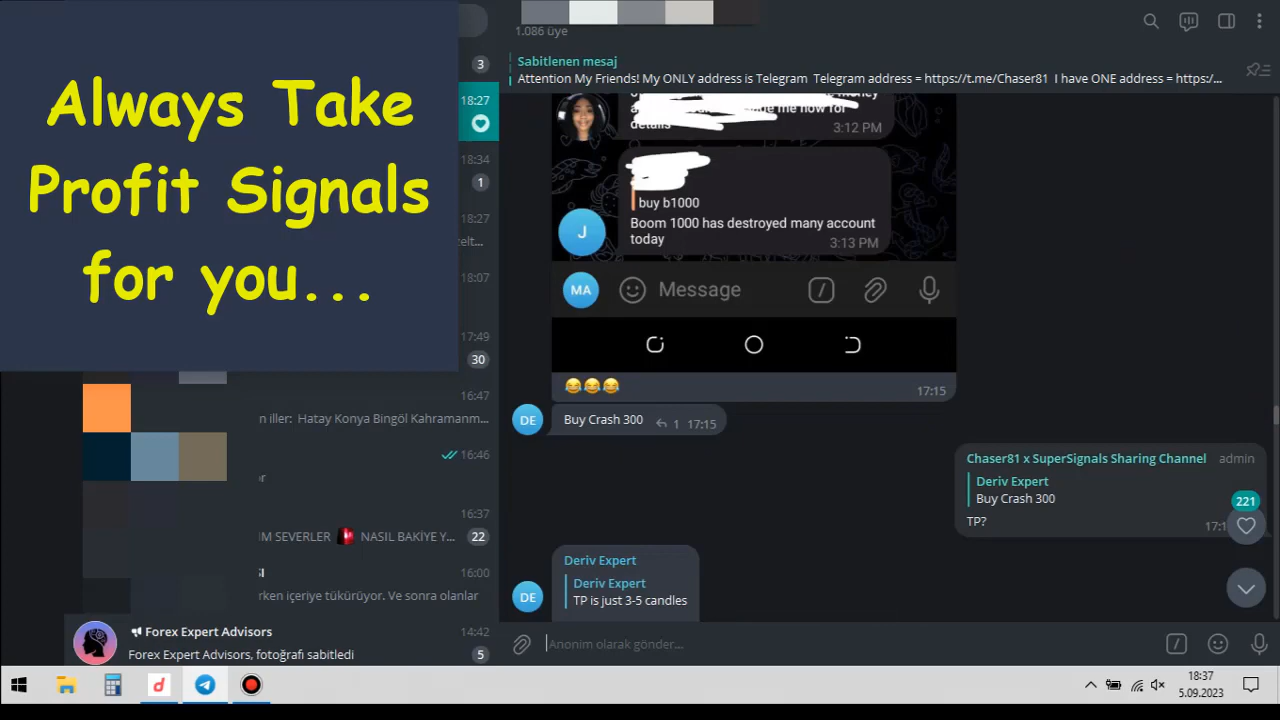 Always Take
Profit Signals
for you...
3
18:27
18:34
1
18:27
celt...
18:07
17:49
30
16:47
n iller: Hatay Konya Bingöl Kahramanm...
16:46
or
16:37
IM SEVERLER NASIL BAKİYE Y...
22
16:00
rken içeriye tükürüyor. Ve sonra olanlar
Forex Expert Advisors
14:42
Forex Expert Advisors, fotoğrafı sabitledi
5
1.086 üye
Sabitlenen mesaj
Attention My Friends! My ONLY address is Telegram Telegram address = https://t.me/Chaser81 I have ONE address = https:/...
me now for
details
3:12 PM
buy b1000
J
Boom 1000 has destroyed many account
today
3:13 PM
MA
Message
😂😂😂
17:15
DE
Buy Crash 300
1 17:15
Chaser81 x SuperSignals Sharing Channel admin
Deriv Expert
Buy Crash 300
221
TP?
Deriv Expert
Deriv Expert
DE
TP is just 3-5 candles
Anonim olarak gönder...
d
18:37
5.09.2023